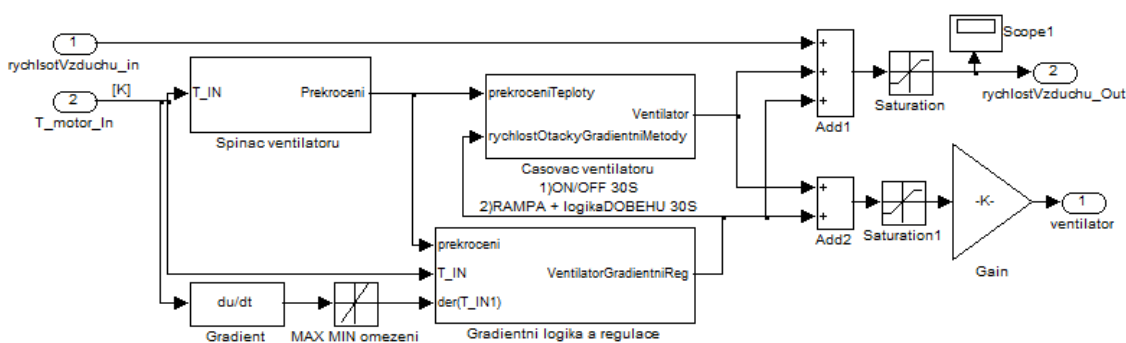 1
rychlsotVzduchu_in
2
T_motor_In
[K]
T_IN
Prekroceni
Spinac ventilatoru
prekroceniTeploty
Ventilator
rychlostOtackyGradientniMetody
Casovac ventilatoru
1)ON/OFF 30S
2)RAMPA + logikaDOBEHU 30S
prekroceni
T_IN
VentilatorGradientniReg
der(T_IN1)
Gradientni logika a regulace
du/dt
Gradient
MAX MIN omezeni
+
+
+
Add1
Saturation
Scope1
2
rychlostVzduchu_Out
+
+
Add2
Saturation1
-K-
Gain
1
ventilator